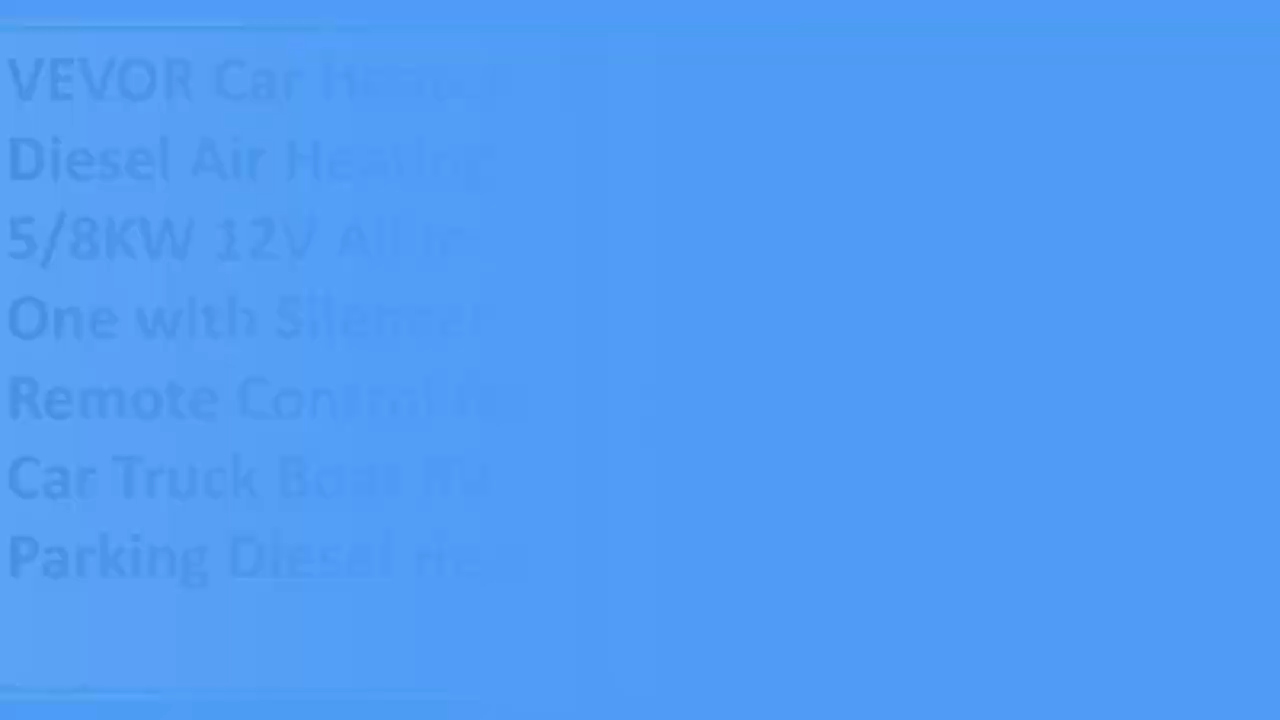 VEVOR Car Heater
Diesel Air Heating
5/8KW 12V All in
One with Silencer
Remote Control for
Car Truck Boat RV
Parking Diesel